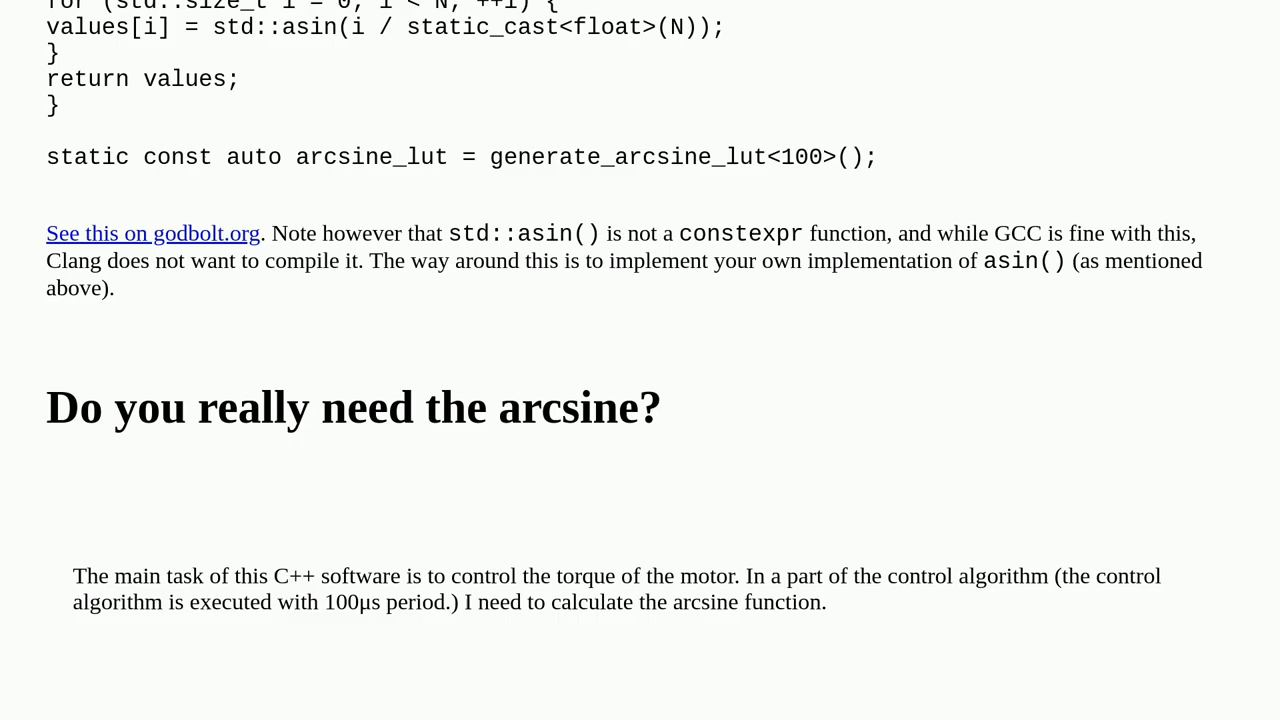 for (std::size_t i = 0; i < N; ++i) {
values[i] = std::asin(i / static_cast<float>(N));
}
return values;
}
static const auto arcsine_lut = generate_arcsine_lut<100>();
See this on godbolt.org. Note however that std::asin() is not a constexpr function, and while GCC is fine with this,
Clang does not want to compile it. The way around this is to implement your own implementation of asin() (as mentioned
above).
Do you really need the arcsine?
The main task of this C++ software is to control the torque of the motor. In a part of the control algorithm (the control
algorithm is executed with 100μs period.) I need to calculate the arcsine function.